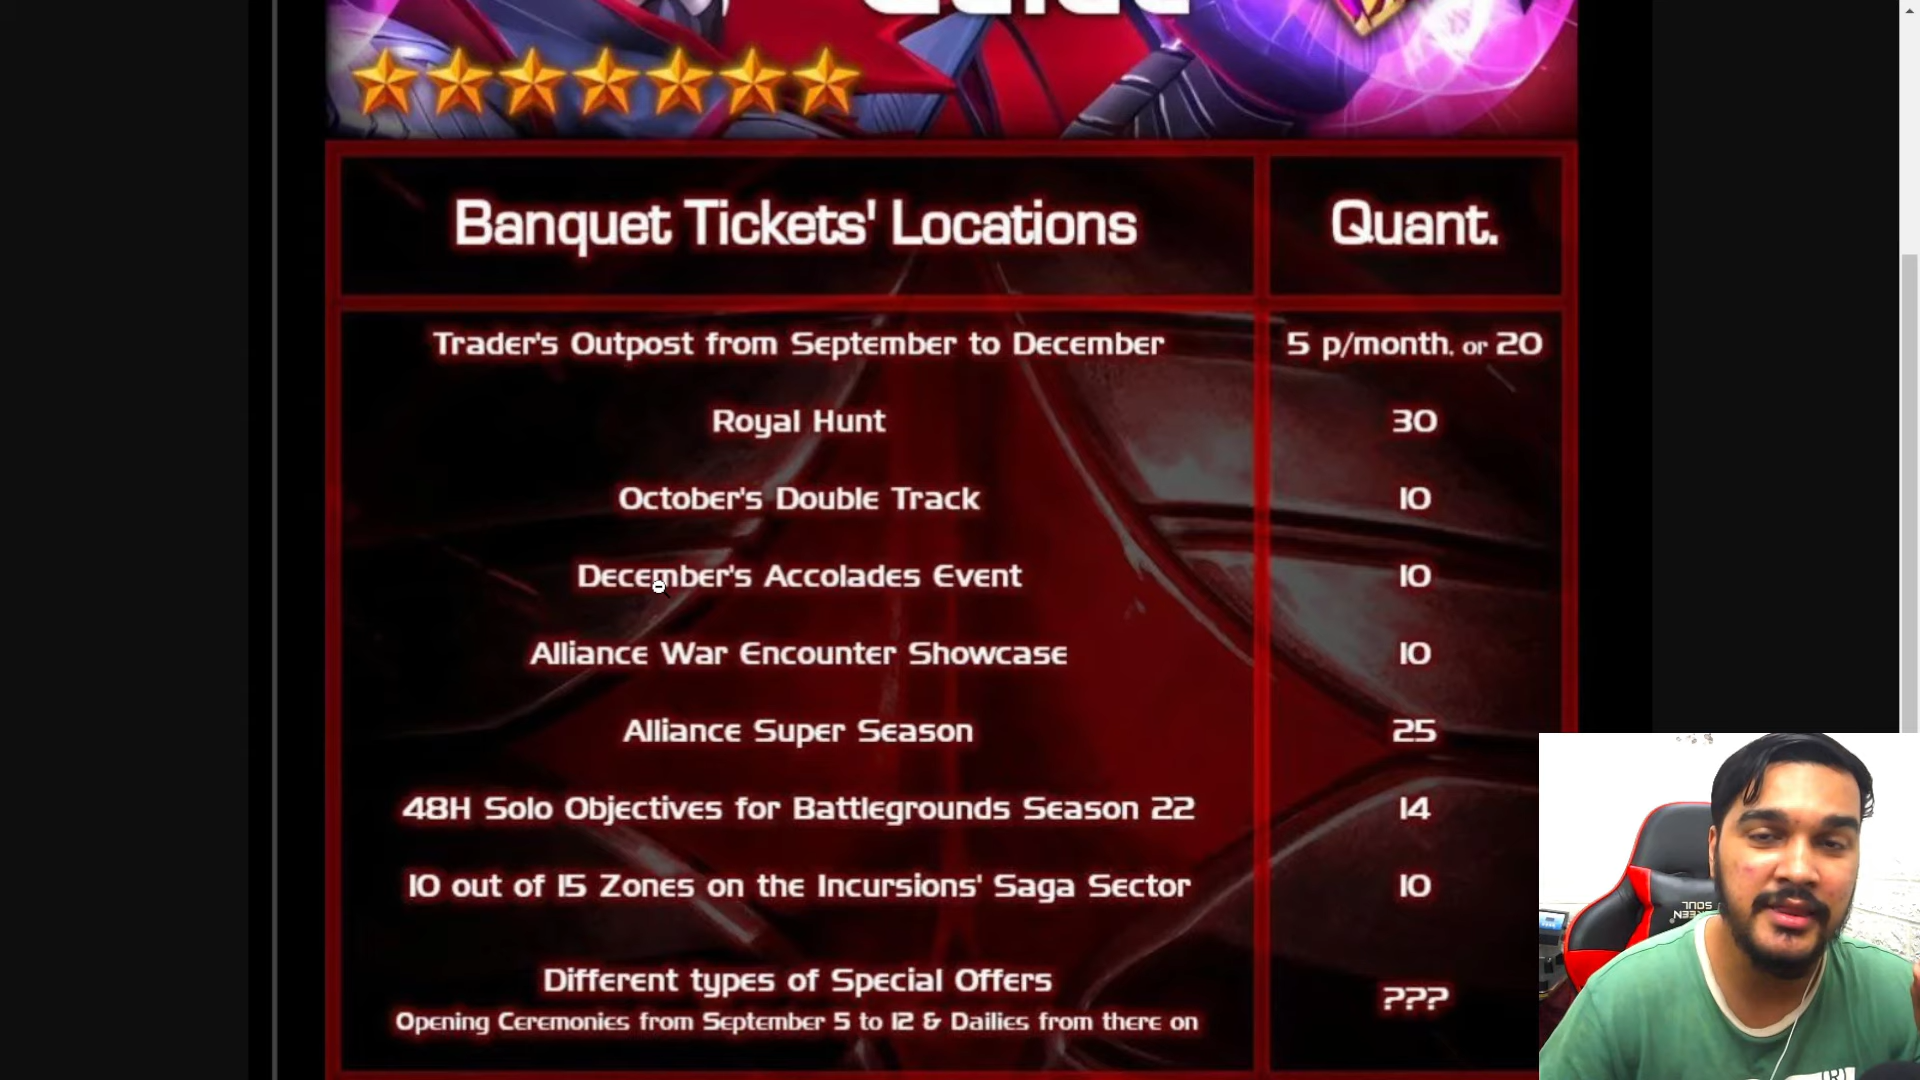 Banquet Tickets' Locations
Quant.
Trader's Outpost from September to December
5 p/month, or 20
Royal Hunt
30
October's Double Track
10
December's Accolades Event
10
Alliance War Encounter Showcase
10
Alliance Super Season
25
48H Solo Objectives for Battlegrounds Season 22
14
10 out of 15 Zones on the Incursions' Saga Sector
10
Different types of Special Offers
Opening Ceremonies from September 5 to 12 & Dailies from there on
???